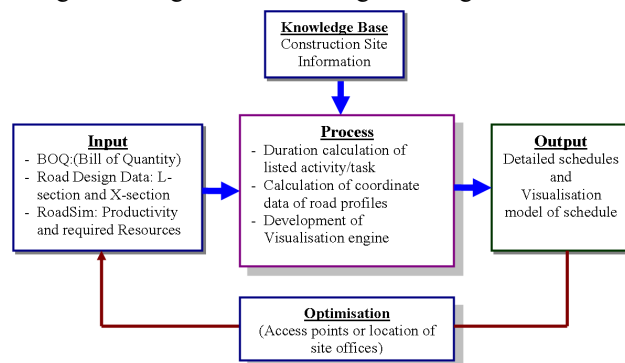 Knowledge Base
Construction Site
Information
Input
- BOQ:(Bill of Quantity)
- Road Design Data: L-
section and X-section
- RoadSim: Productivity
and required Resources
Process
- Duration calculation of
listed activity/task
- Calculation of coordinate
data of road profiles
- Development of
Visualisation engine
Output
Detailed schedules
and
Visualisation
model of schedule
Optimisation
(Access points or location of
site offices)